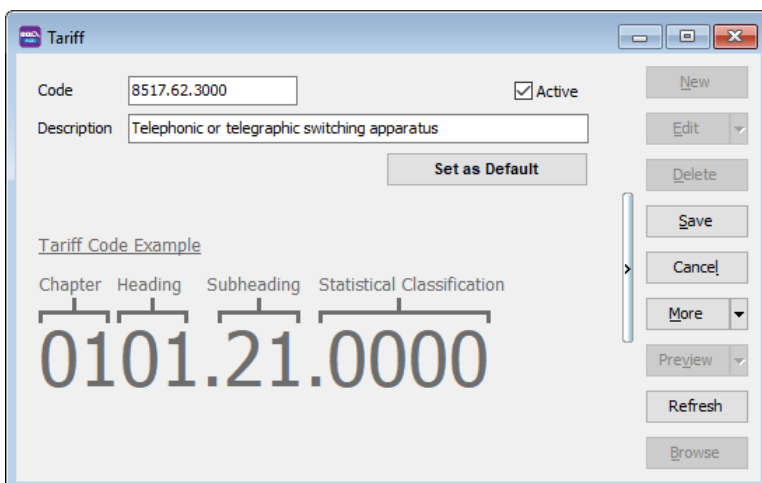 Tariff
Code 8517.62.3000 Active
Description Telephonic or telegraphic switching apparatus
Set as Default
Tariff Code Example
Chapter Heading Subheading Statistical Classification
0101.21.0000
New
Edit
Delete
Save
Cancel
More
Preview
Refresh
Browse